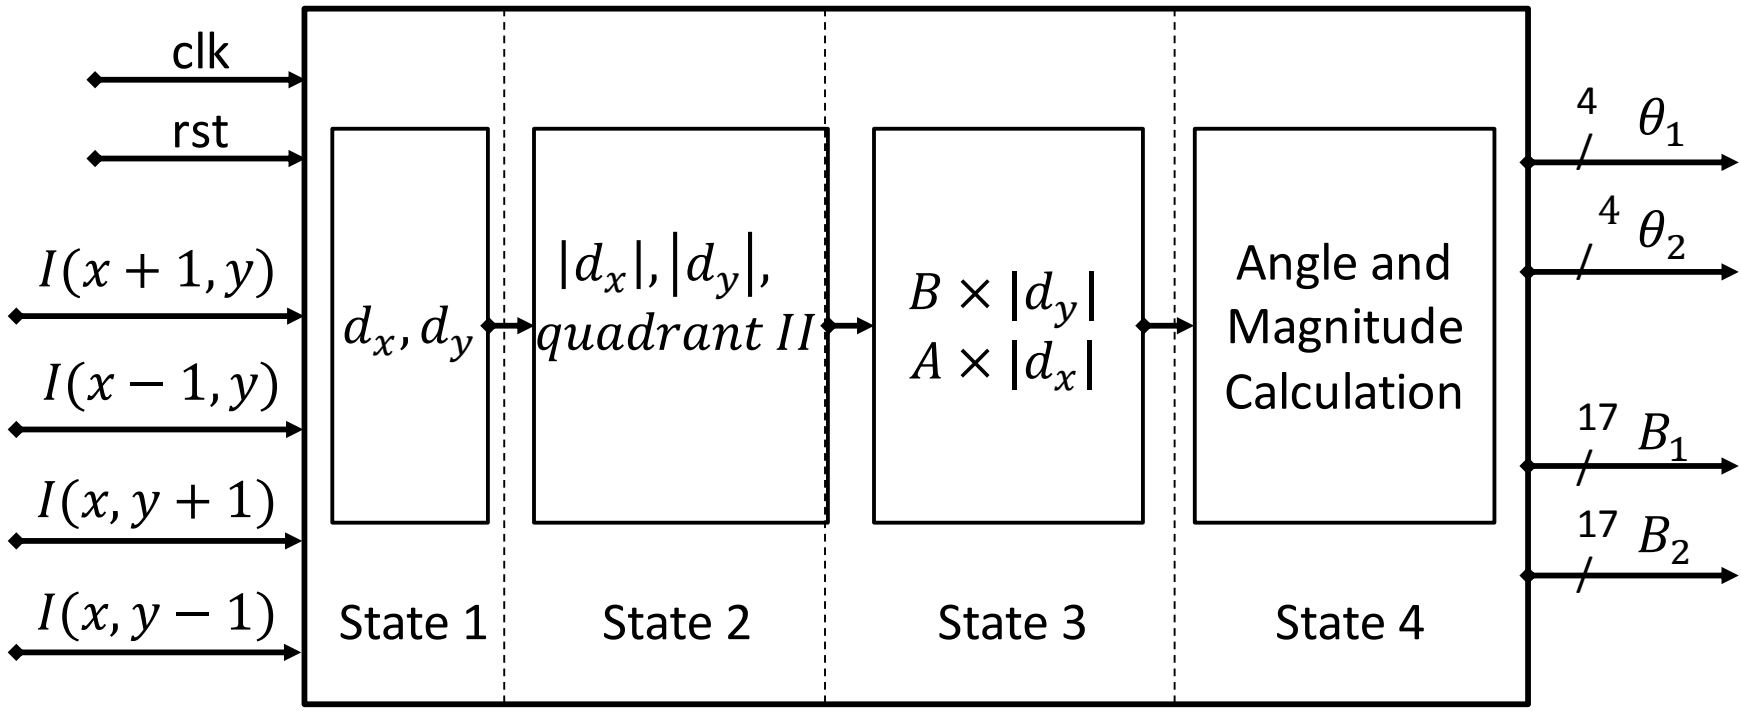 clk
rst
I(x + 1, y)
I(x − 1, y)
I(x, y + 1)
I(x, y − 1)
d_x, d_y
State 1
|d_x|, |d_y|,
quadrant II
State 2
B × |d_y|
A × |d_x|
State 3
Angle and
Magnitude
Calculation
State 4
4 θ_1
4 θ_2
17 B_1
17 B_2